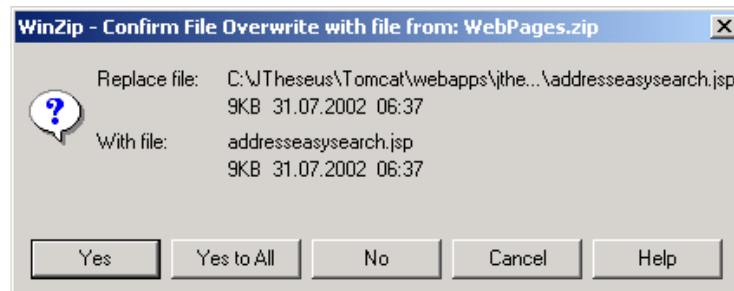 WinZip - Confirm File Overwrite with file from: WebPages.zip
Replace file: C:\JTheseus\Tomcat\webapps\jthe...\addresseasysearch.jsp
9KB 31.07.2002 06:37
With file: addresseasysearch.jsp
9KB 31.07.2002 06:37
Yes Yes to All No Cancel Help